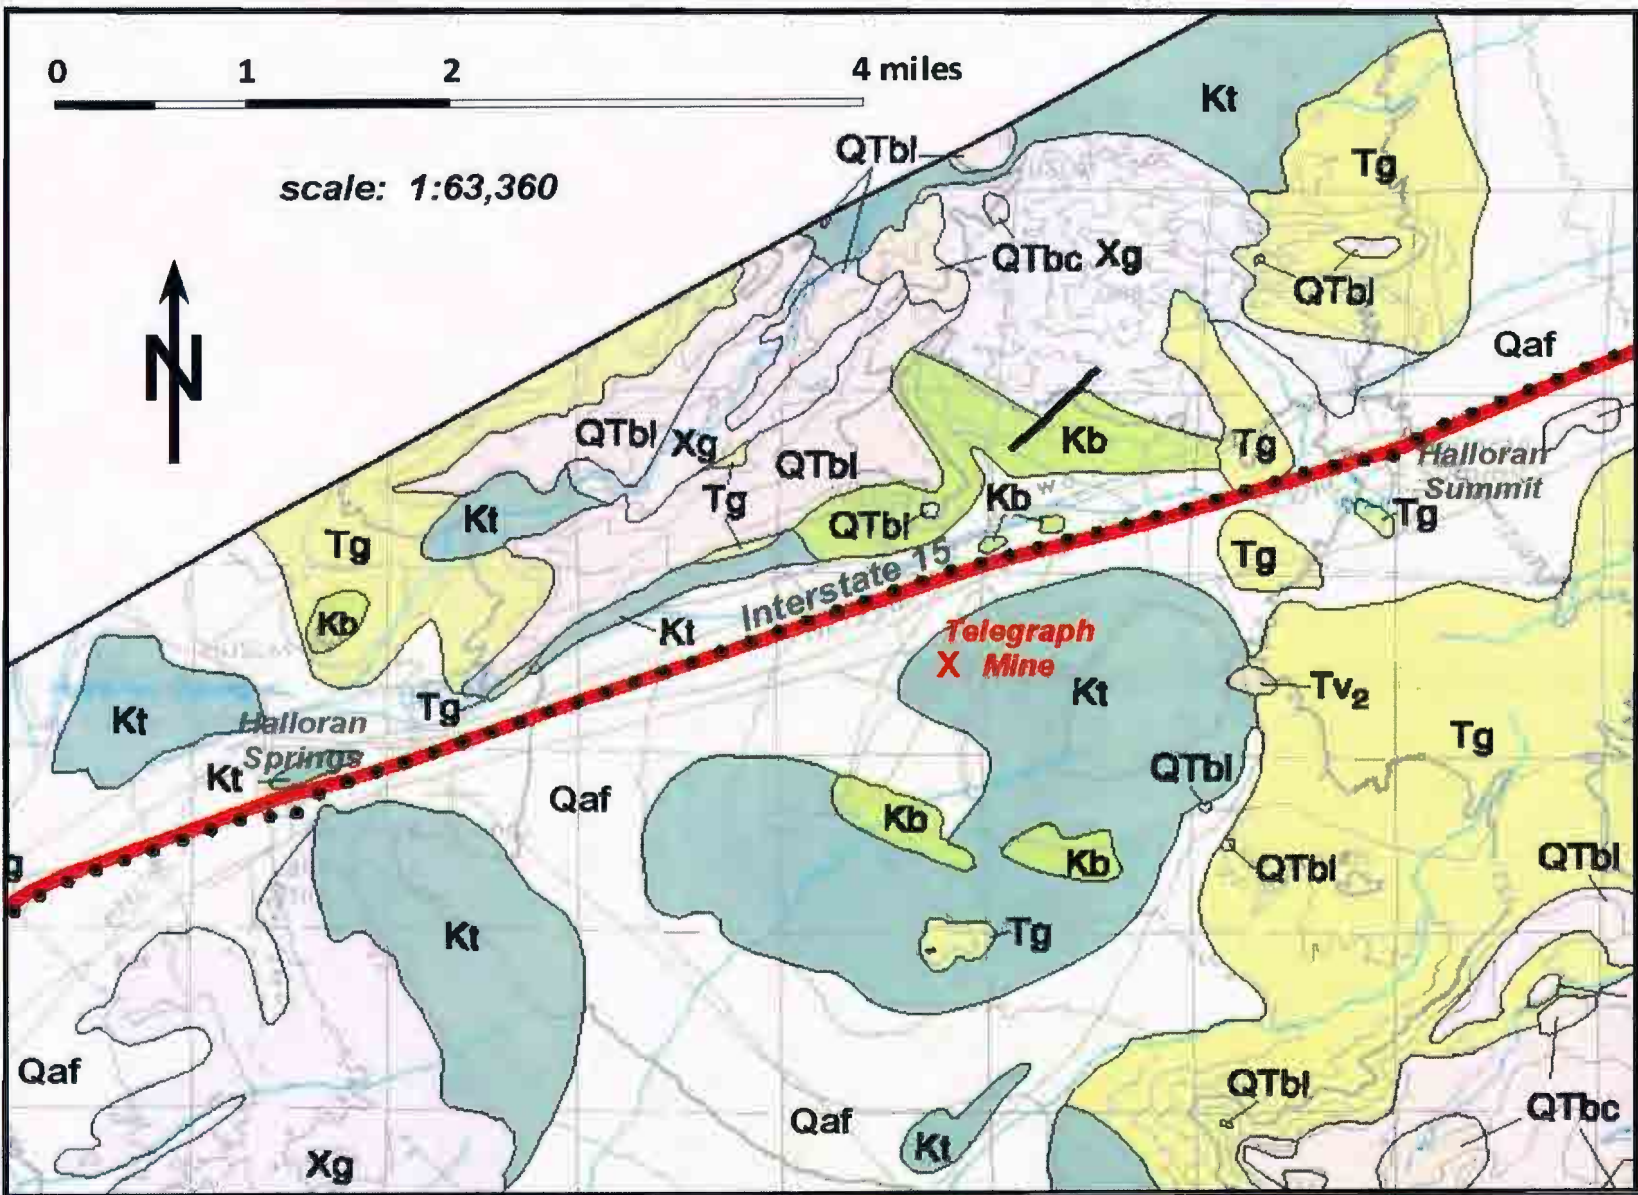 0 1 2 4 miles
scale: 1:63,360
N
Kt
QTbl
Tg
QTbc Xg
QTbl
Qaf
QTbl Xg
QTbl
Kb
Tg
Halloran
Summit
Tg
Kt
Tg
QTbl
Kb
Tg
Tg
Interstate 15
Kb
Kt
Telegraph
X Mine
Kt
Tv2
Tg
Kt
Halloran
Springs
Kt
Tg
QTbl
Qaf
Kb
Kb
QTbl
QTbl
g
Kt
Tg
Qaf
QTbl
QTbc
Qaf
Kt
Xg